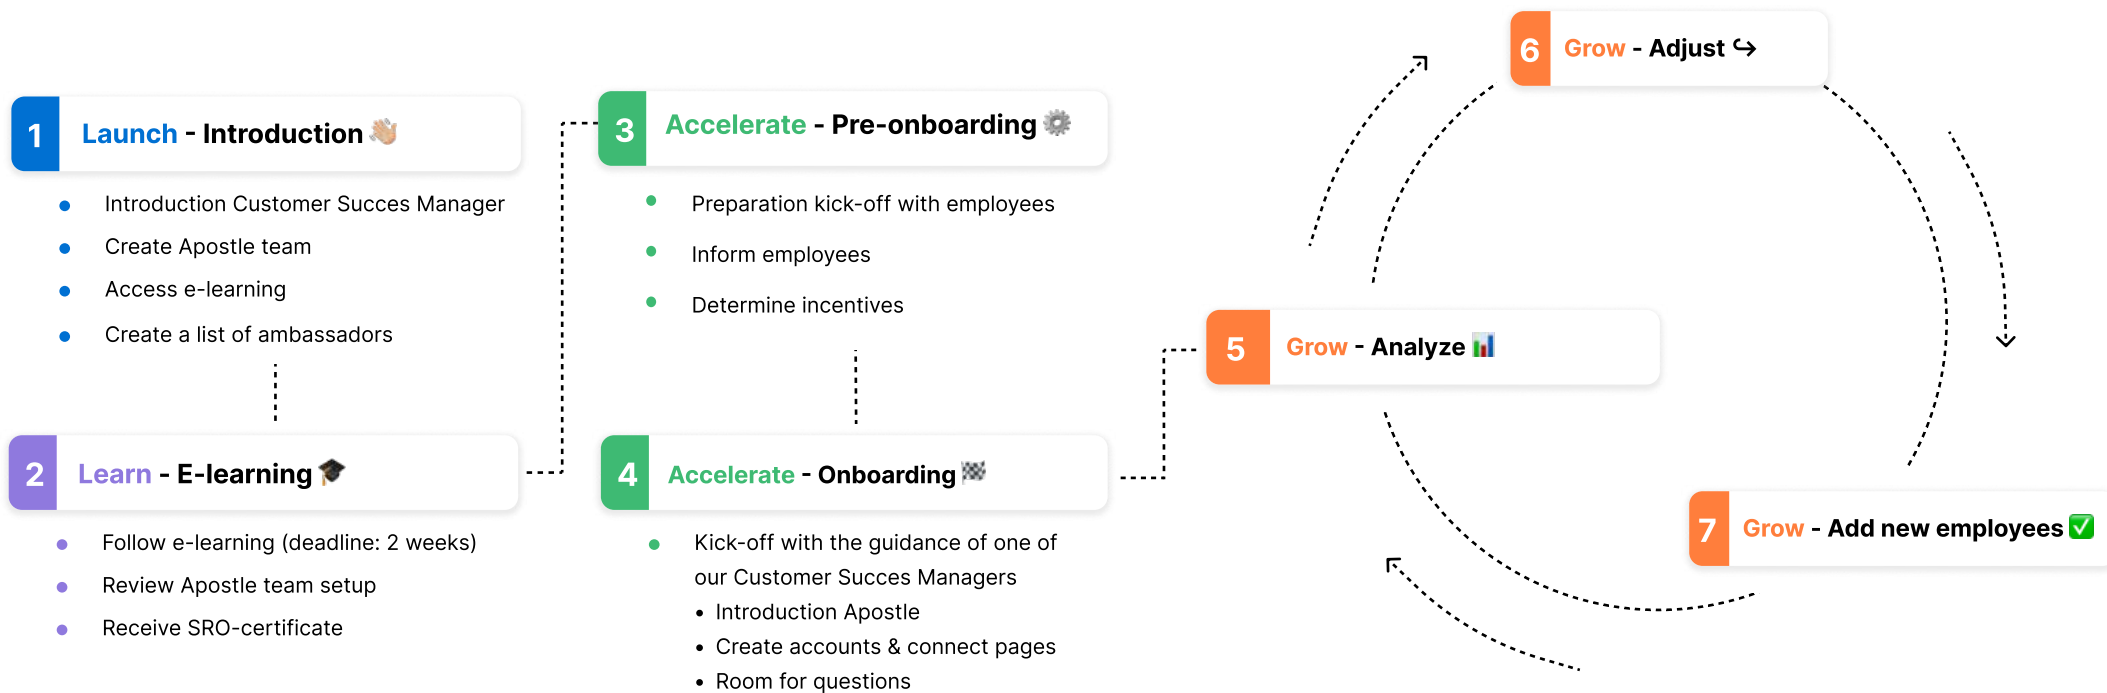 1
Launch - Introduction 👋🏼
Introduction Customer Succes Manager
Create Apostle team
Access e-learning
Create a list of ambassadors
2
Learn - E-learning 🎓
Follow e-learning (deadline: 2 weeks)
Review Apostle team setup
Receive SRO-certificate
3
Accelerate - Pre-onboarding ⚙️
Preparation kick-off with employees
Inform employees
Determine incentives
4
Accelerate - Onboarding 🏁
Kick-off with the guidance of one of
our Customer Succes Managers
Introduction Apostle
Create accounts & connect pages
Room for questions
5
Grow - Analyze 📊
6
Grow - Adjust ↪
7
Grow - Add new employees ✅